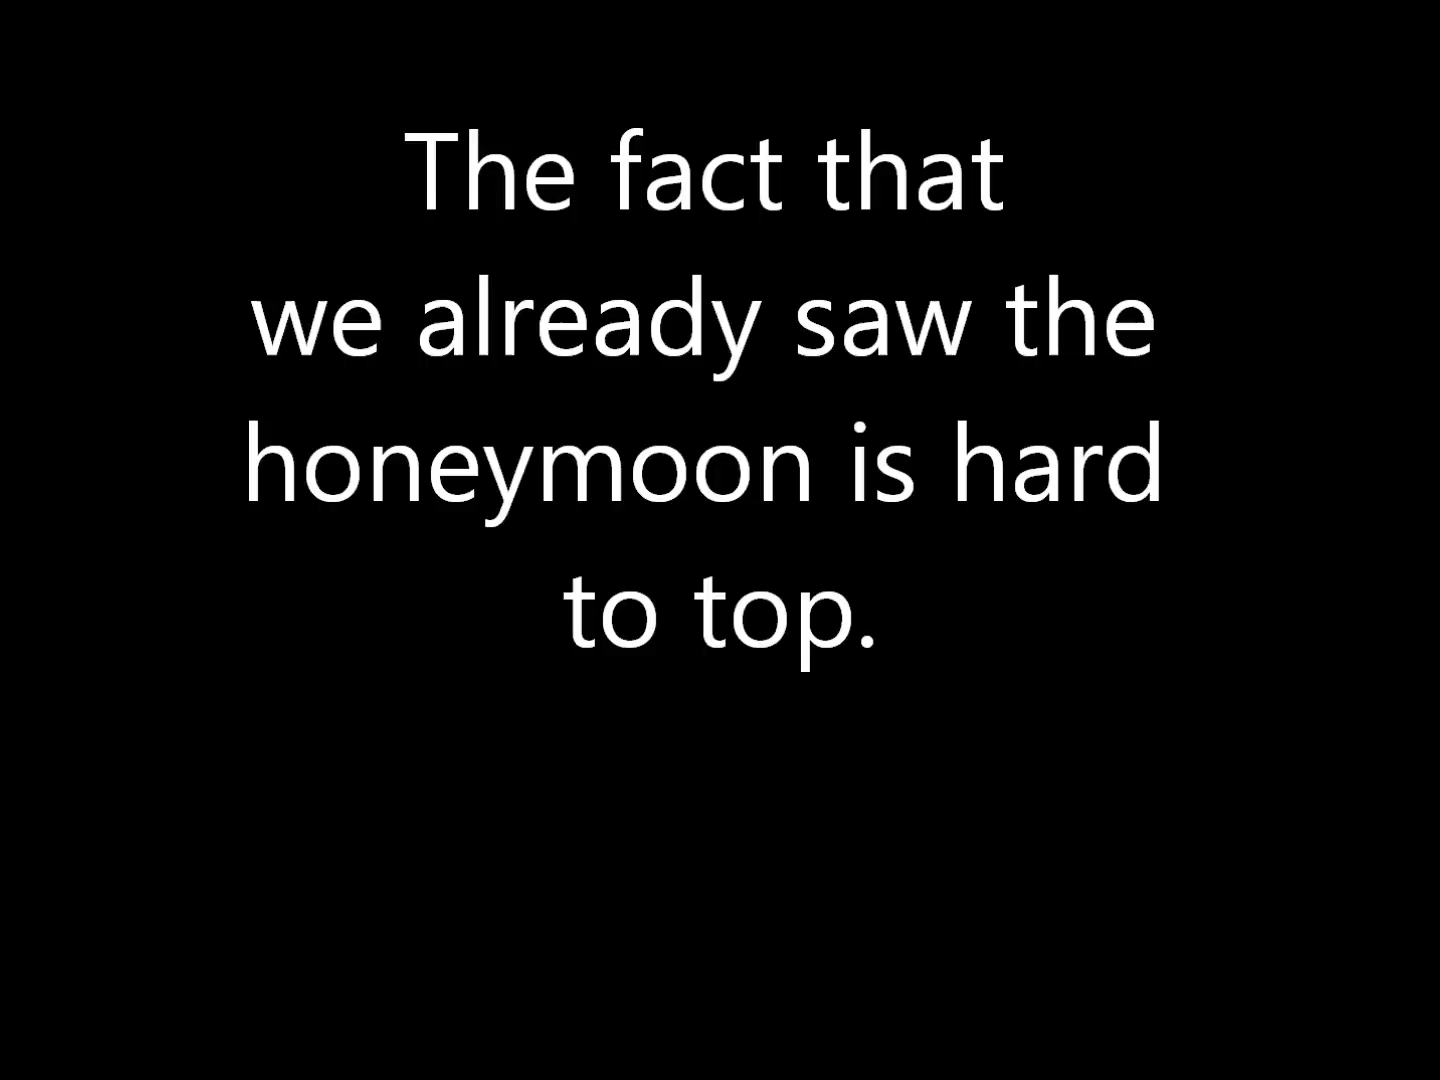 The fact that
we already saw the
honeymoon is hard
to top.